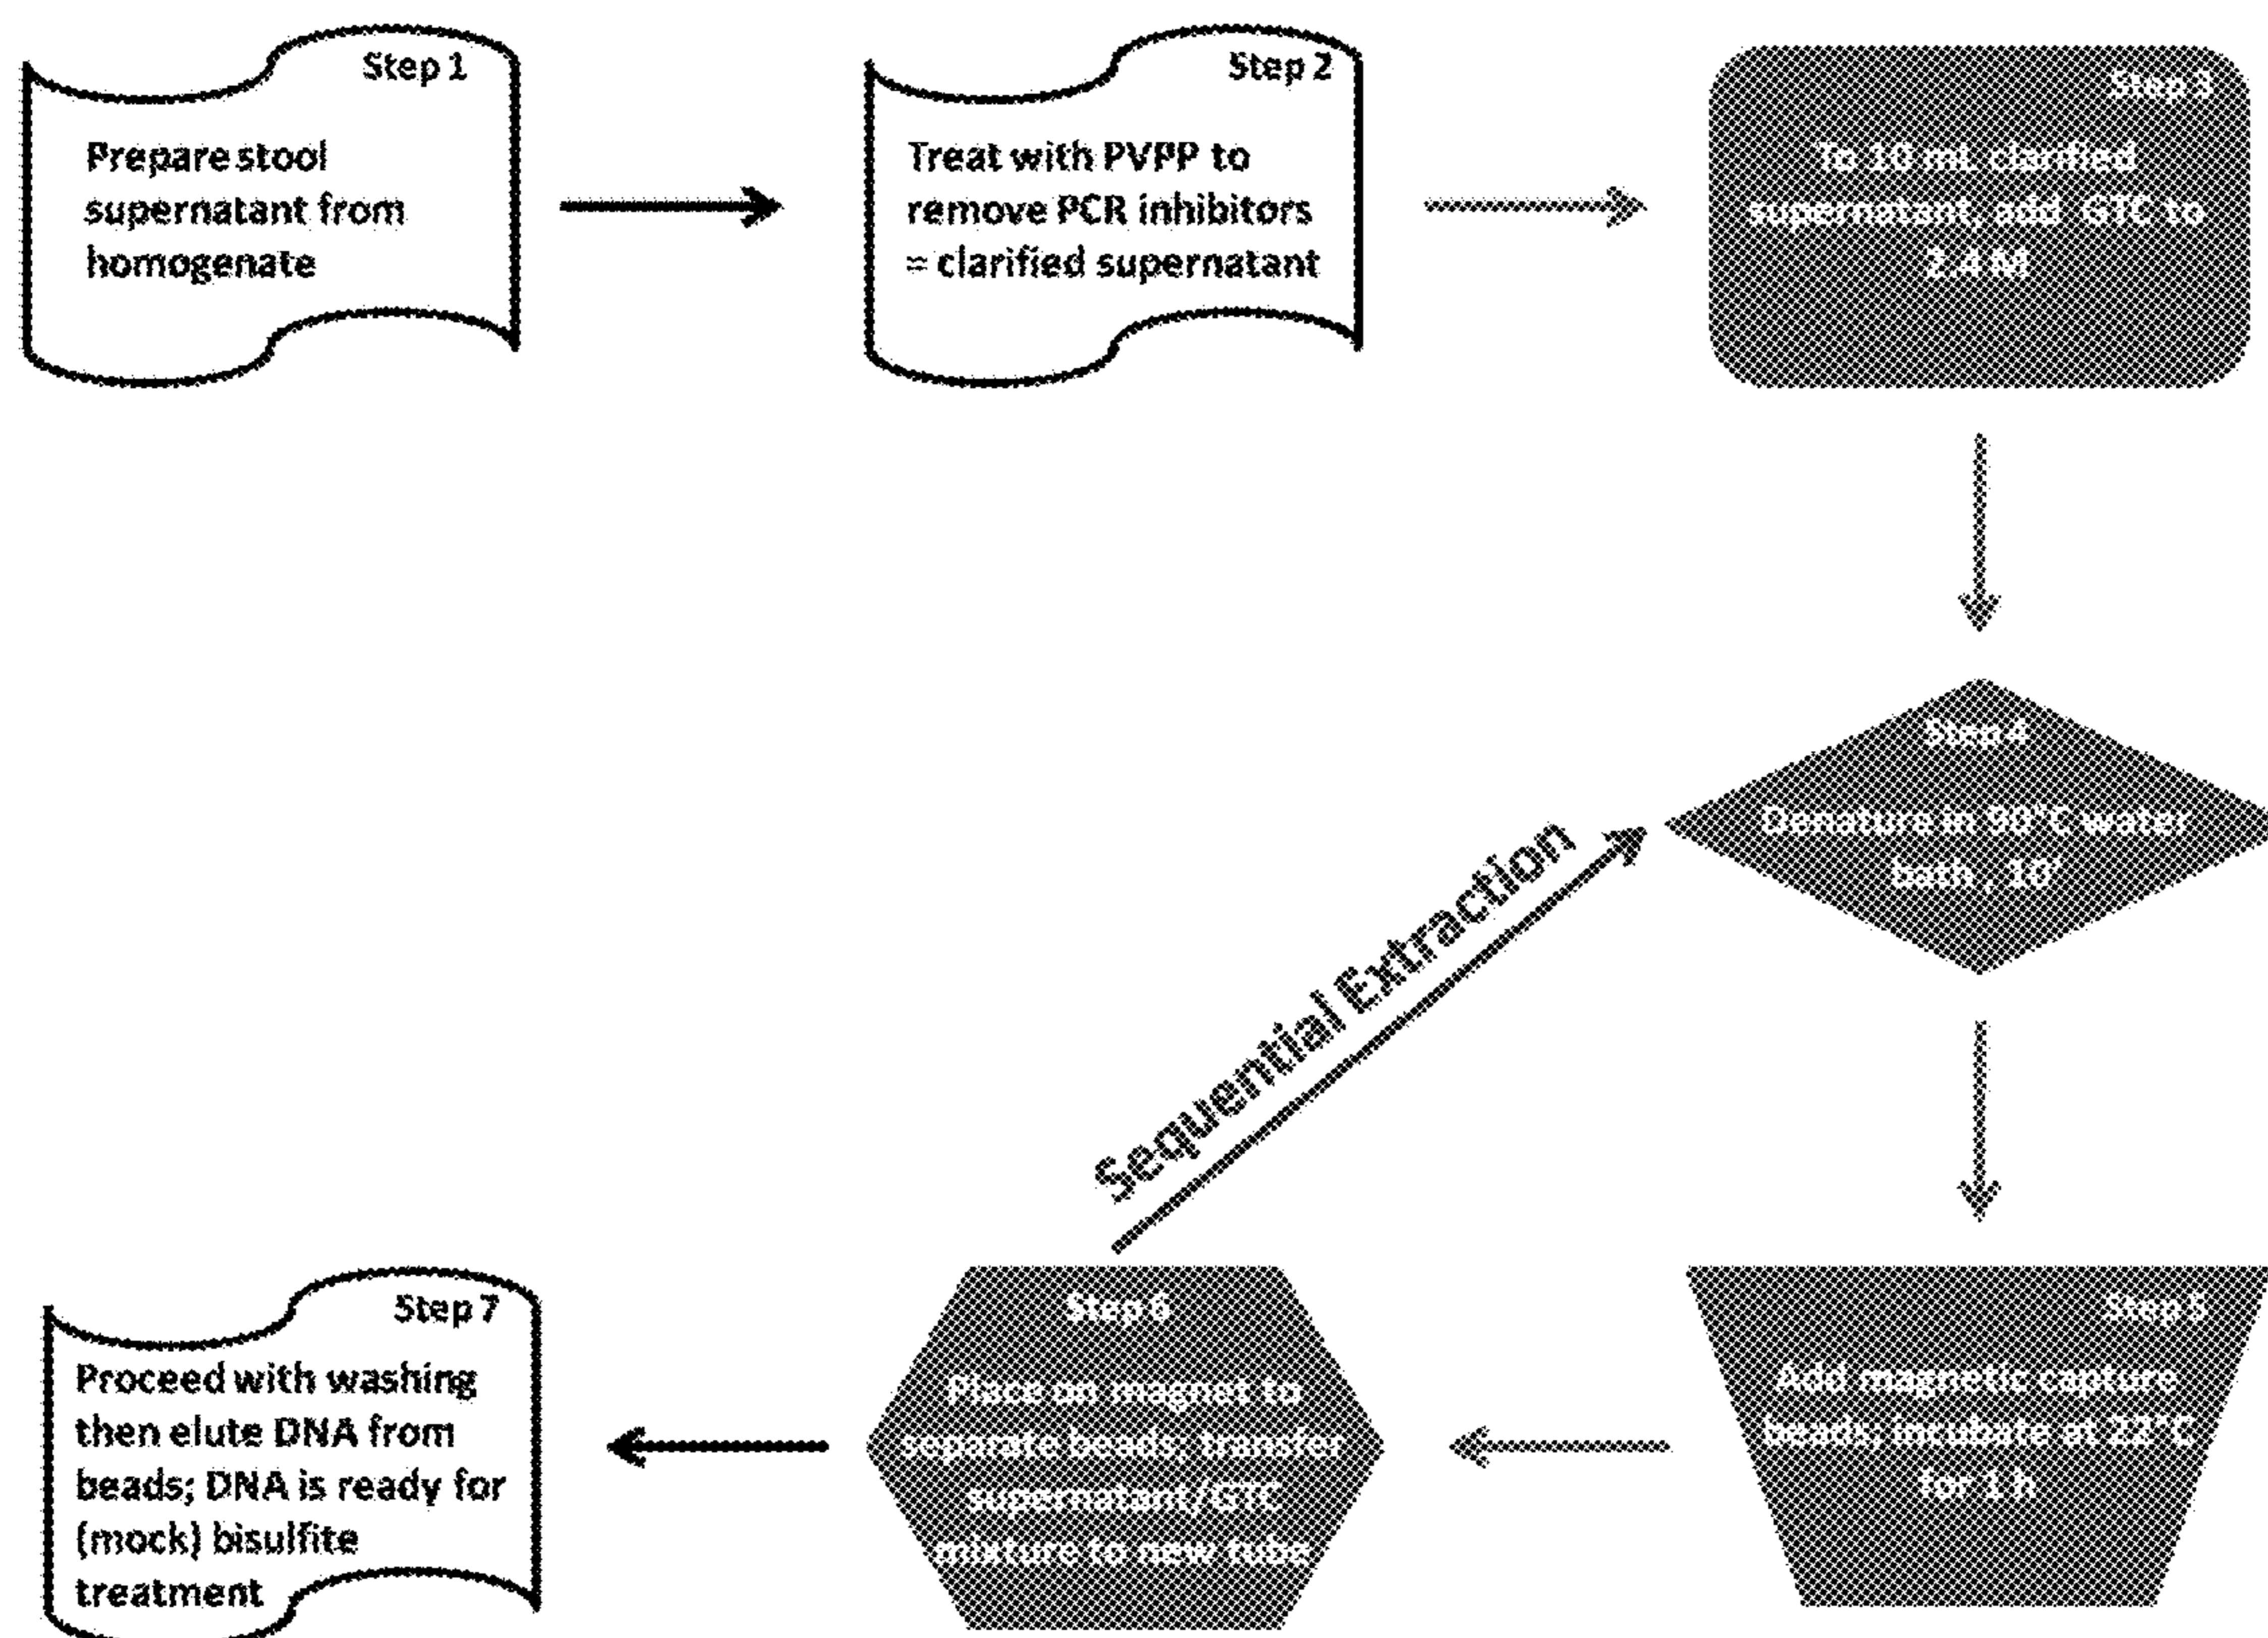 Step 1
Prepare stool
supernatant from
homogenate
Step 2
Treat with PVPP to
remove PCR inhibitors
= clarified supernatant
Step 3
To 10 mL clarified
supernatant, add GTC to
2.4 M
Step 4
Denature in 90°C water
bath , 10'
Sequential Extraction
Step 5
Add magnetic capture
beads; incubate at 22°C
for 1 h
Step 6
Place on magnet to
separate beads; transfer
supernatant/GTC
mixture to new tube
Step 7
Proceed with washing
then elute DNA from
beads; DNA is ready for
(mock) bisulfite
treatment